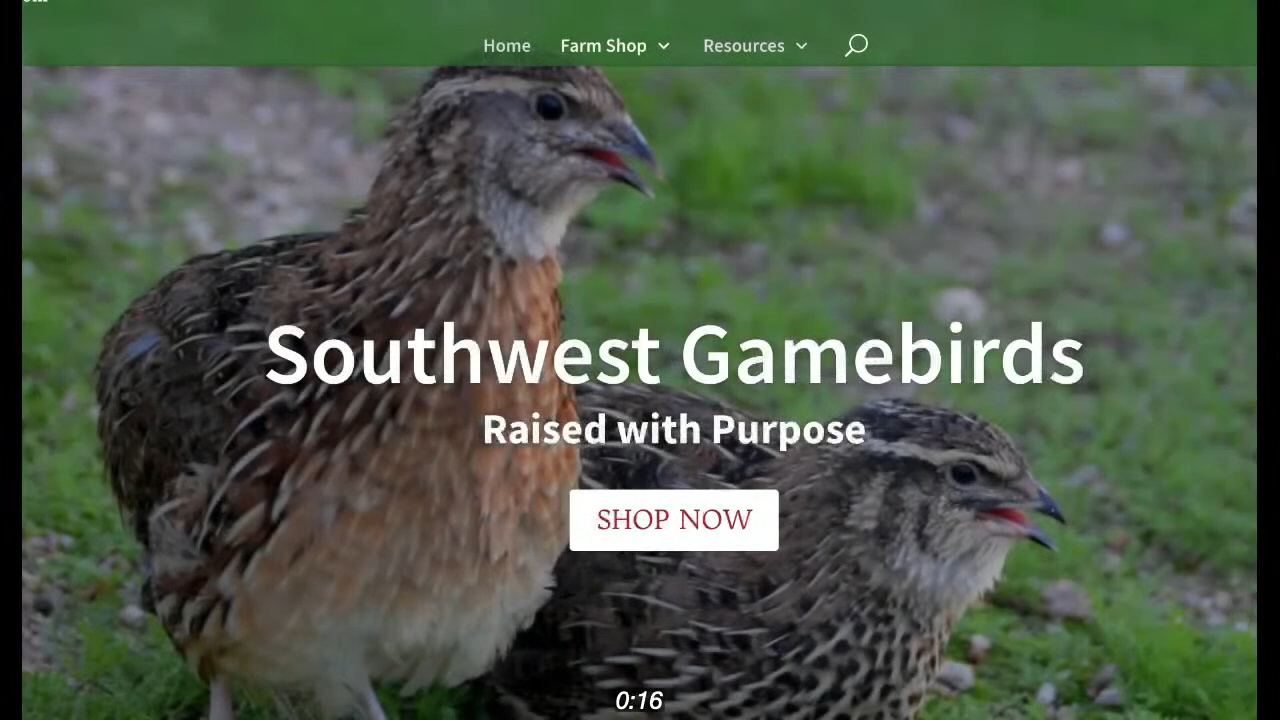 Home Farm Shop Resources
Southwest Gamebirds
Raised with Purpose
SHOP NOW
0:16